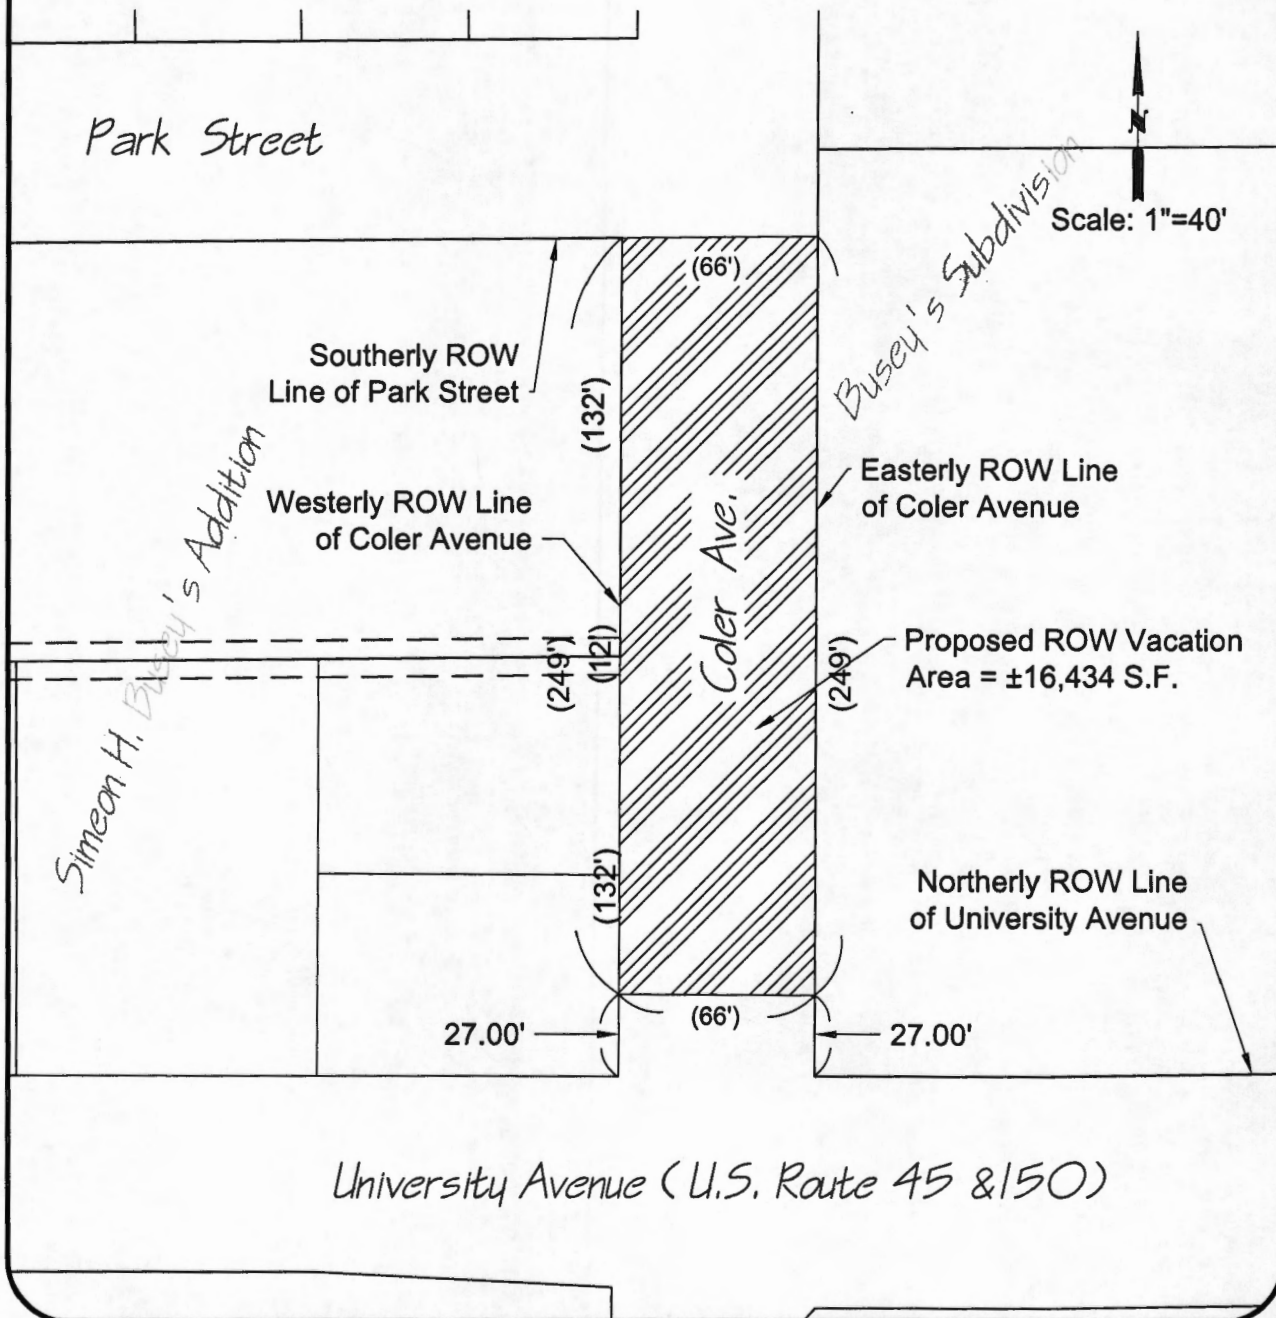 Park Street
Z
Scale: 1"=40'
(66')
Busey's Subdivision
Southerly ROW
Line of Park Street
(132')
Simeon H. Busey's Addition
Westerly ROW Line
of Coler Avenue
Easterly ROW Line
of Coler Avenue
Coler Ave.
(249')
(12')
(249')
Proposed ROW Vacation
Area = ±16,434 S.F.
(132')
Northerly ROW Line
of University Avenue
(66')
27.00'
27.00'
University Avenue (U.S. Route 45 &150)